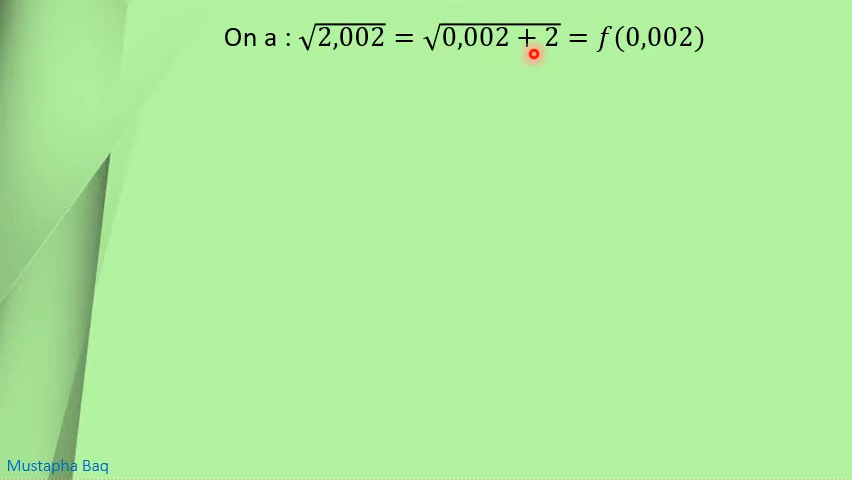 On a : √2,002 = √0,002 + 2 = f(0,002)
Mustapha Baq